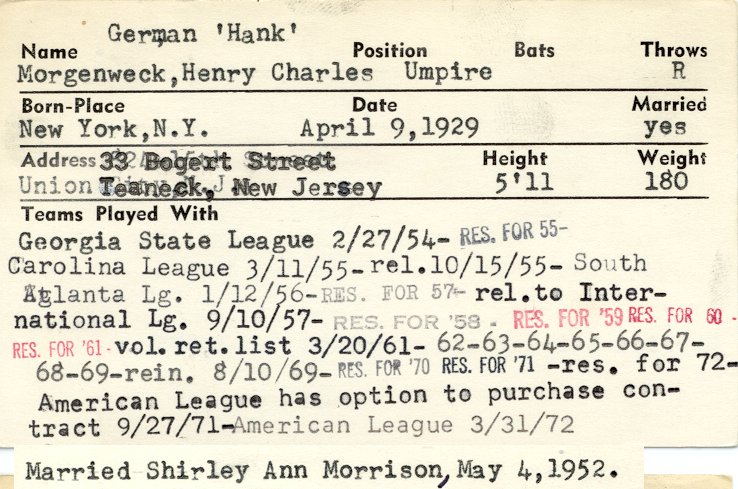 German 'Hank'
Name Position Bats Throws
Morgenweck,Henry Charles Umpire R
Born-Place Date Married
New York,N.Y. April 9,1929 yes
Address 33 Bogert Street Height Weight
Union Teaneck, New Jersey 5'11 180
Teams Played With
Georgia State League 2/27/54- RES. FOR 55-
Carolina League 3/11/55-rel.10/15/55- South
Atlanta Lg. 1/12/56-RES. FOR 57- rel.to Inter-
national Lg. 9/10/57- RES. FOR '58 - RES. FOR '59 RES. FOR 60 -
RES. FOR '61- vol.ret.list 3/20/61- 62-63-64-65-66-67-
68-69-rein. 8/10/69- RES. FOR '70 RES. FOR '71 -res. for 72-
American League has option to purchase con-
tract 9/27/71-American League 3/31/72
Married Shirley Ann Morrison, May 4,1952.